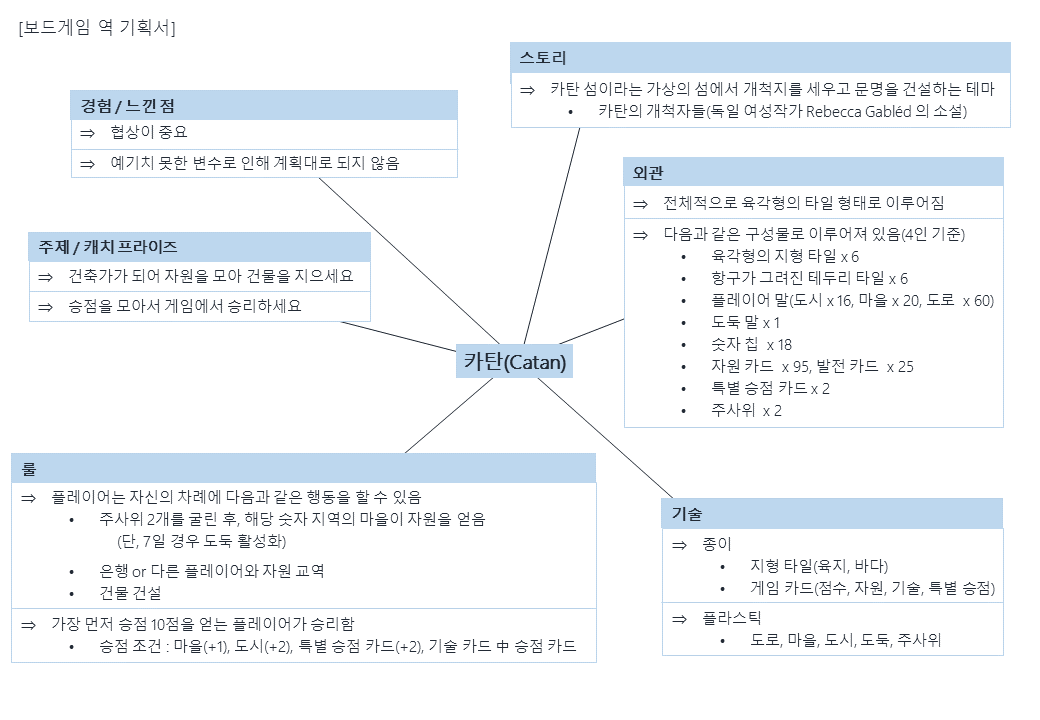 [보드게임 역 기획서]
스토리
⇒ 카탄 섬이라는 가상의 섬에서 개척지를 세우고 문명을 건설하는 테마
• 카탄의 개척자들(독일 여성작가 Rebecca Gabléd 의 소설)
경험 / 느낀 점
⇒ 협상이 중요
⇒ 예기치 못한 변수로 인해 계획대로 되지 않음
외관
⇒ 전체적으로 육각형의 타일 형태로 이루어짐
⇒ 다음과 같은 구성물로 이루어져 있음(4인 기준)
• 육각형의 지형 타일 x 6
• 항구가 그려진 테두리 타일 x 6
• 플레이어 말(도시 x 16, 마을 x 20, 도로 x 60)
• 도둑 말 x 1
• 숫자 칩 x 18
• 자원 카드 x 95, 발전 카드 x 25
• 특별 승점 카드 x 2
• 주사위 x 2
주제 / 캐치 프라이즈
⇒ 건축가가 되어 자원을 모아 건물을 지으세요
⇒ 승점을 모아서 게임에서 승리하세요
카탄(Catan)
룰
⇒ 플레이어는 자신의 차례에 다음과 같은 행동을 할 수 있음
• 주사위 2개를 굴린 후, 해당 숫자 지역의 마을이 자원을 얻음
(단, 7일 경우 도둑 활성화)
• 은행 or 다른 플레이어와 자원 교역
• 건물 건설
⇒ 가장 먼저 승점 10점을 얻는 플레이어가 승리함
• 승점 조건 : 마을(+1), 도시(+2), 특별 승점 카드(+2), 기술 카드 中 승점 카드
기술
⇒ 종이
• 지형 타일(육지, 바다)
• 게임 카드(점수, 자원, 기술, 특별 승점)
⇒ 플라스틱
• 도로, 마을, 도시, 도둑, 주사위